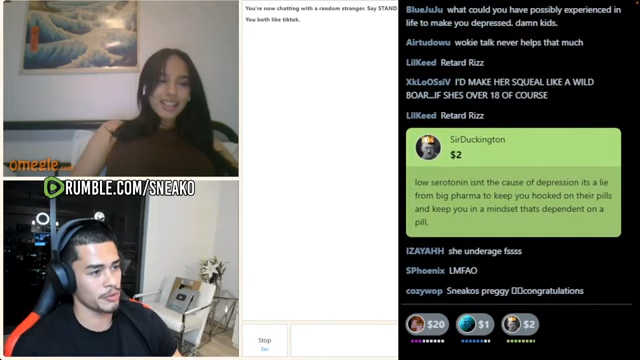 You're now chatting with a random stranger. Say STAND
You both like tiktok.
omegle.com
RUMBLE.COM/SNEAKO
Stop
Esc
BlueJuJu what could you have possibly experienced in
life to make you depressed. damn kids.
Airtudowu wokie talk never helps that much
LilKeed Retard Rizz
XkLoOSsiV I'D MAKE HER SQUEAL LIKE A WILD
BOAR...IF SHES OVER 18 OF COURSE
LilKeed Retard Rizz
SirDuckington
$2
low serotonin isnt the cause of depression its a lie
from big pharma to keep you hooked on their pills
and keep you in a mindset thats dependent on a
pill.
IZAYAHH she underage fssss
SPhoenix LMFAO
cozywop Sneakos preggy congratulations
$20
$1
$2